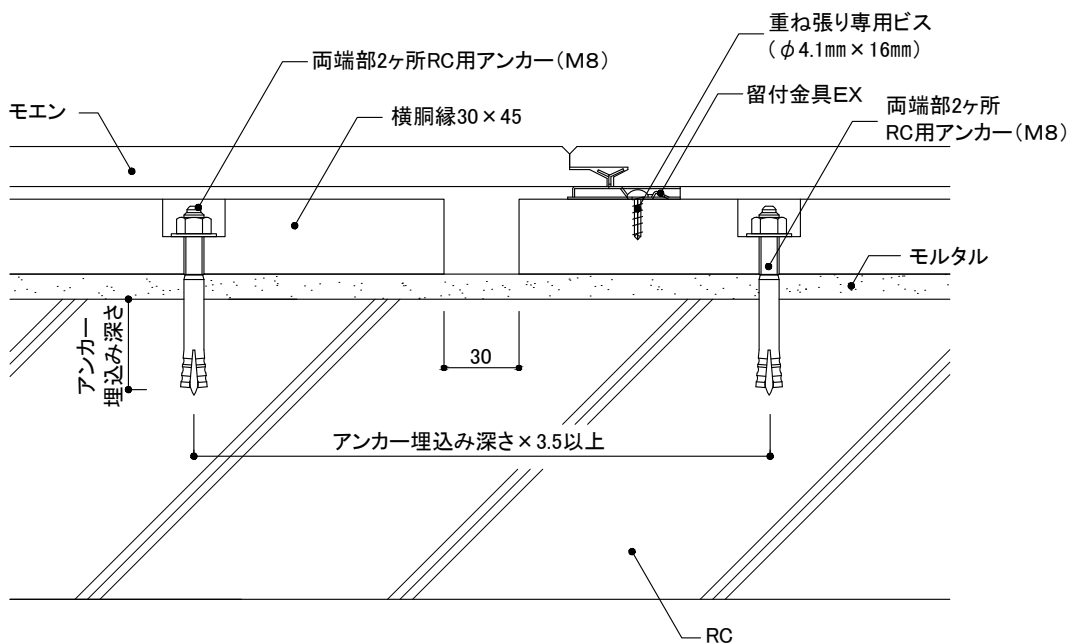 重ね張り専用ビス
（φ4.1mm×16mm）
両端部2ヶ所RC用アンカー（M8）
留付金具EX
両端部2ヶ所
RC用アンカー（M8）
モエン
横胴縁30×45
モルタル
アンカー
埋込み深さ
30
アンカー埋込み深さ×3.5以上
RC